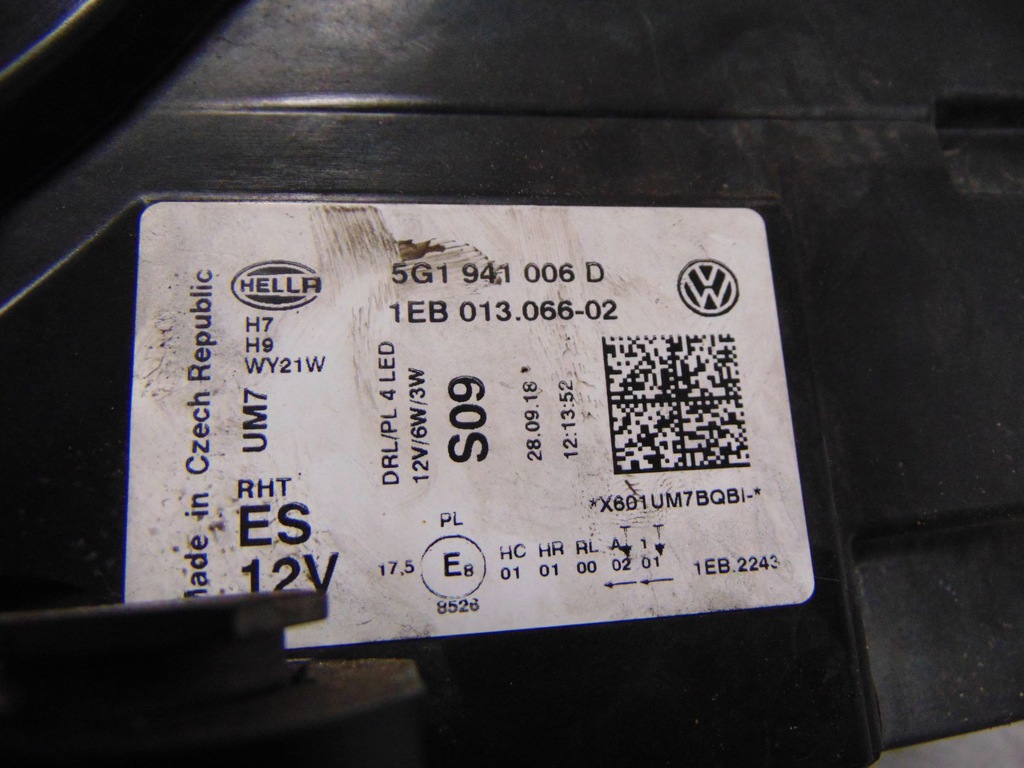 Made in Czech Republic
HELLA
5G1 941 006 D
1EB 013.066-02
H7
H9
WY21W
UM7
DRL/PL 4 LED
12V/6W/3W
S09
28.09.18
12:13:52
*X601UM7BQBI-*
RHT
ES
12V
PL
17,5
E8
8526
HC HR RL A 1
01 01 00 02 01
1EB.2243